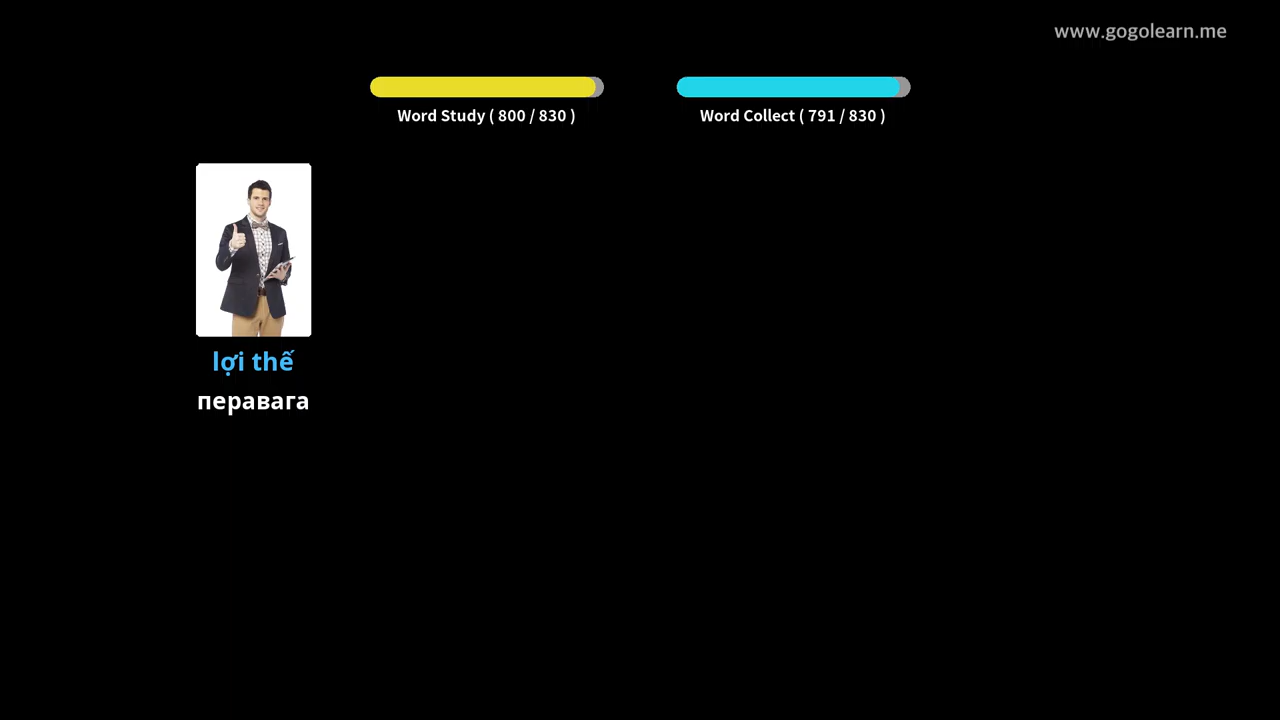 www.gogolearn.me
Word Study ( 800 / 830 )
Word Collect ( 791 / 830 )
lợi thế
перавага